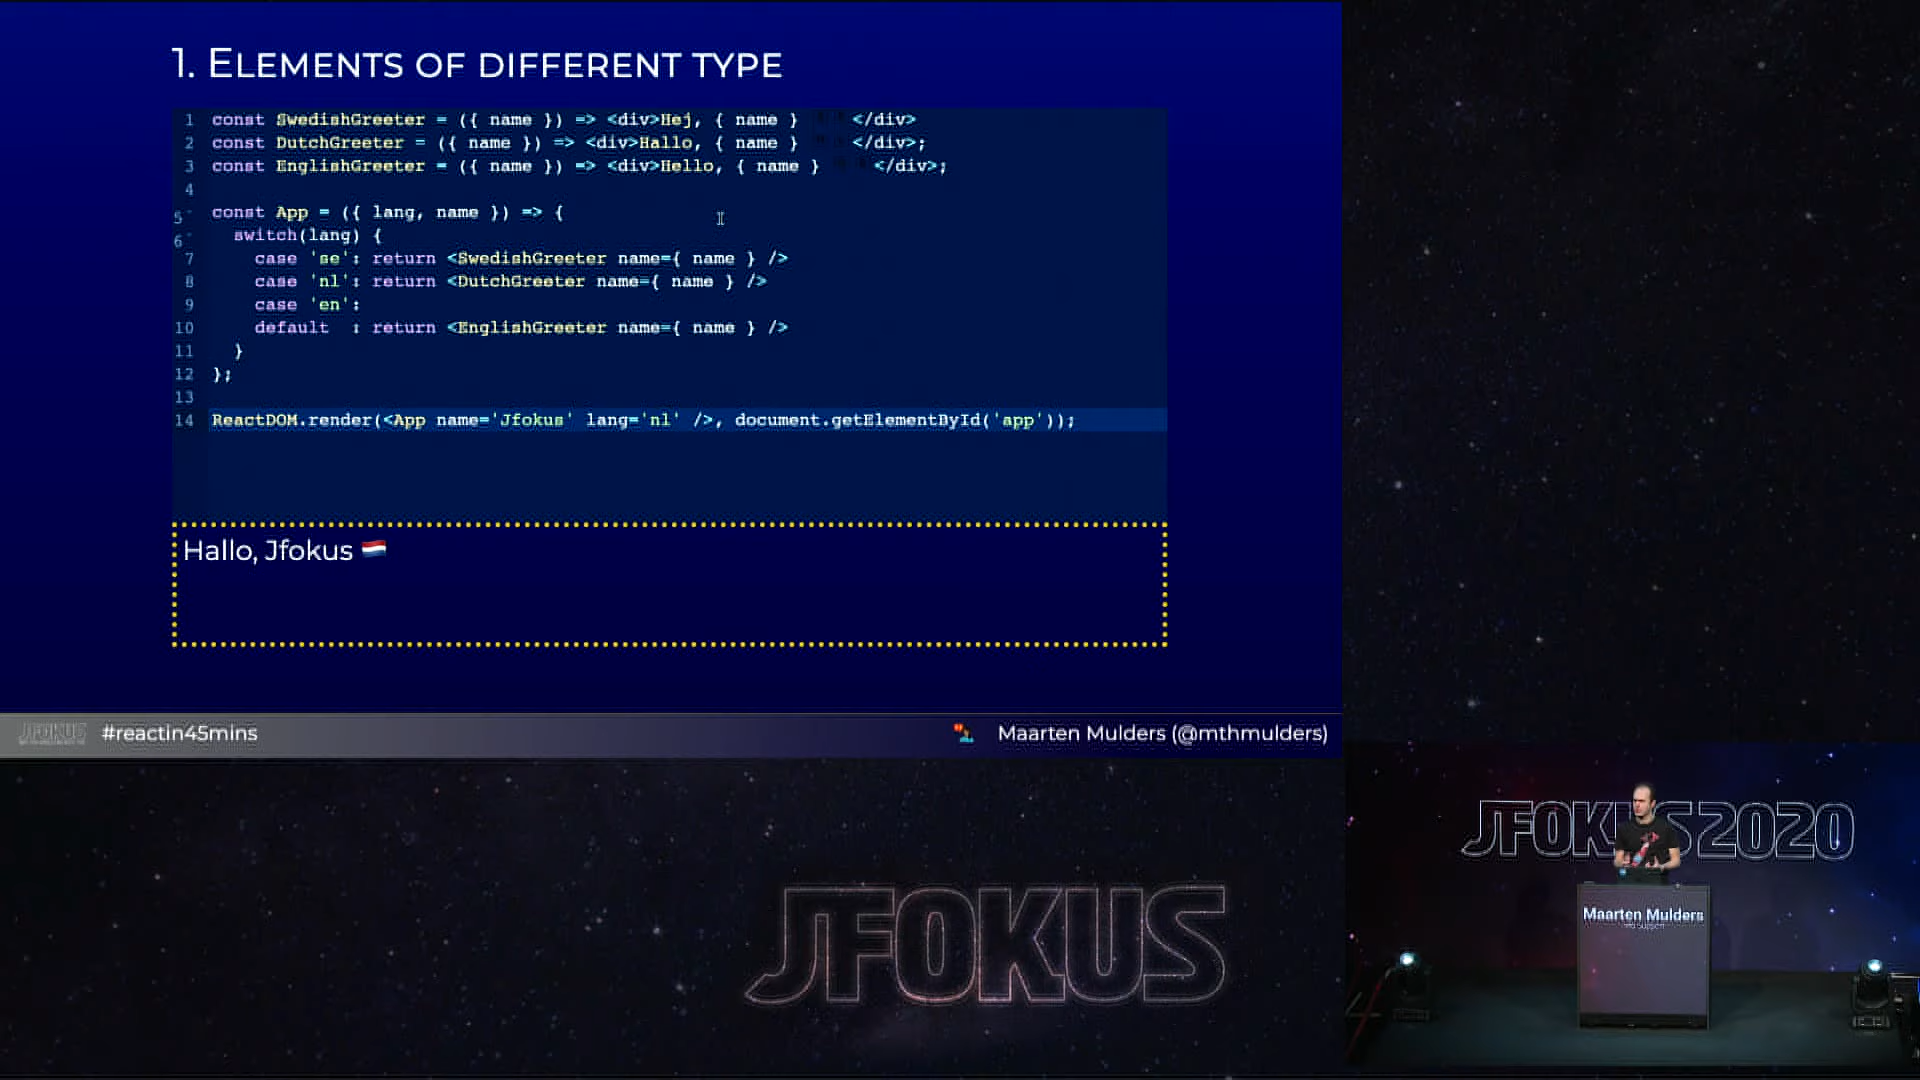 1. ELEMENTS OF DIFFERENT TYPE
1 const SwedishGreeter = ({ name }) => <div>Hej, { name } </div>
2 const DutchGreeter = ({ name }) => <div>Hallo, { name } </div>;
3 const EnglishGreeter = ({ name }) => <div>Hello, { name } </div>;
4
5 const App = ({ lang, name }) => {
6 switch(lang) {
7 case 'se': return <SwedishGreeter name={ name } />
8 case 'nl': return <DutchGreeter name={ name } />
9 case 'en':
10 default : return <EnglishGreeter name={ name } />
11 }
12 };
13
14 ReactDOM.render(<App name='Jfokus' lang='nl' />, document.getElementById('app'));
Hallo, Jfokus 🇳🇱
JFOKUS #reactin45mins Maarten Mulders (@mthmulders)
JFOKUS 2020
Maarten Mulders
JFOKUS